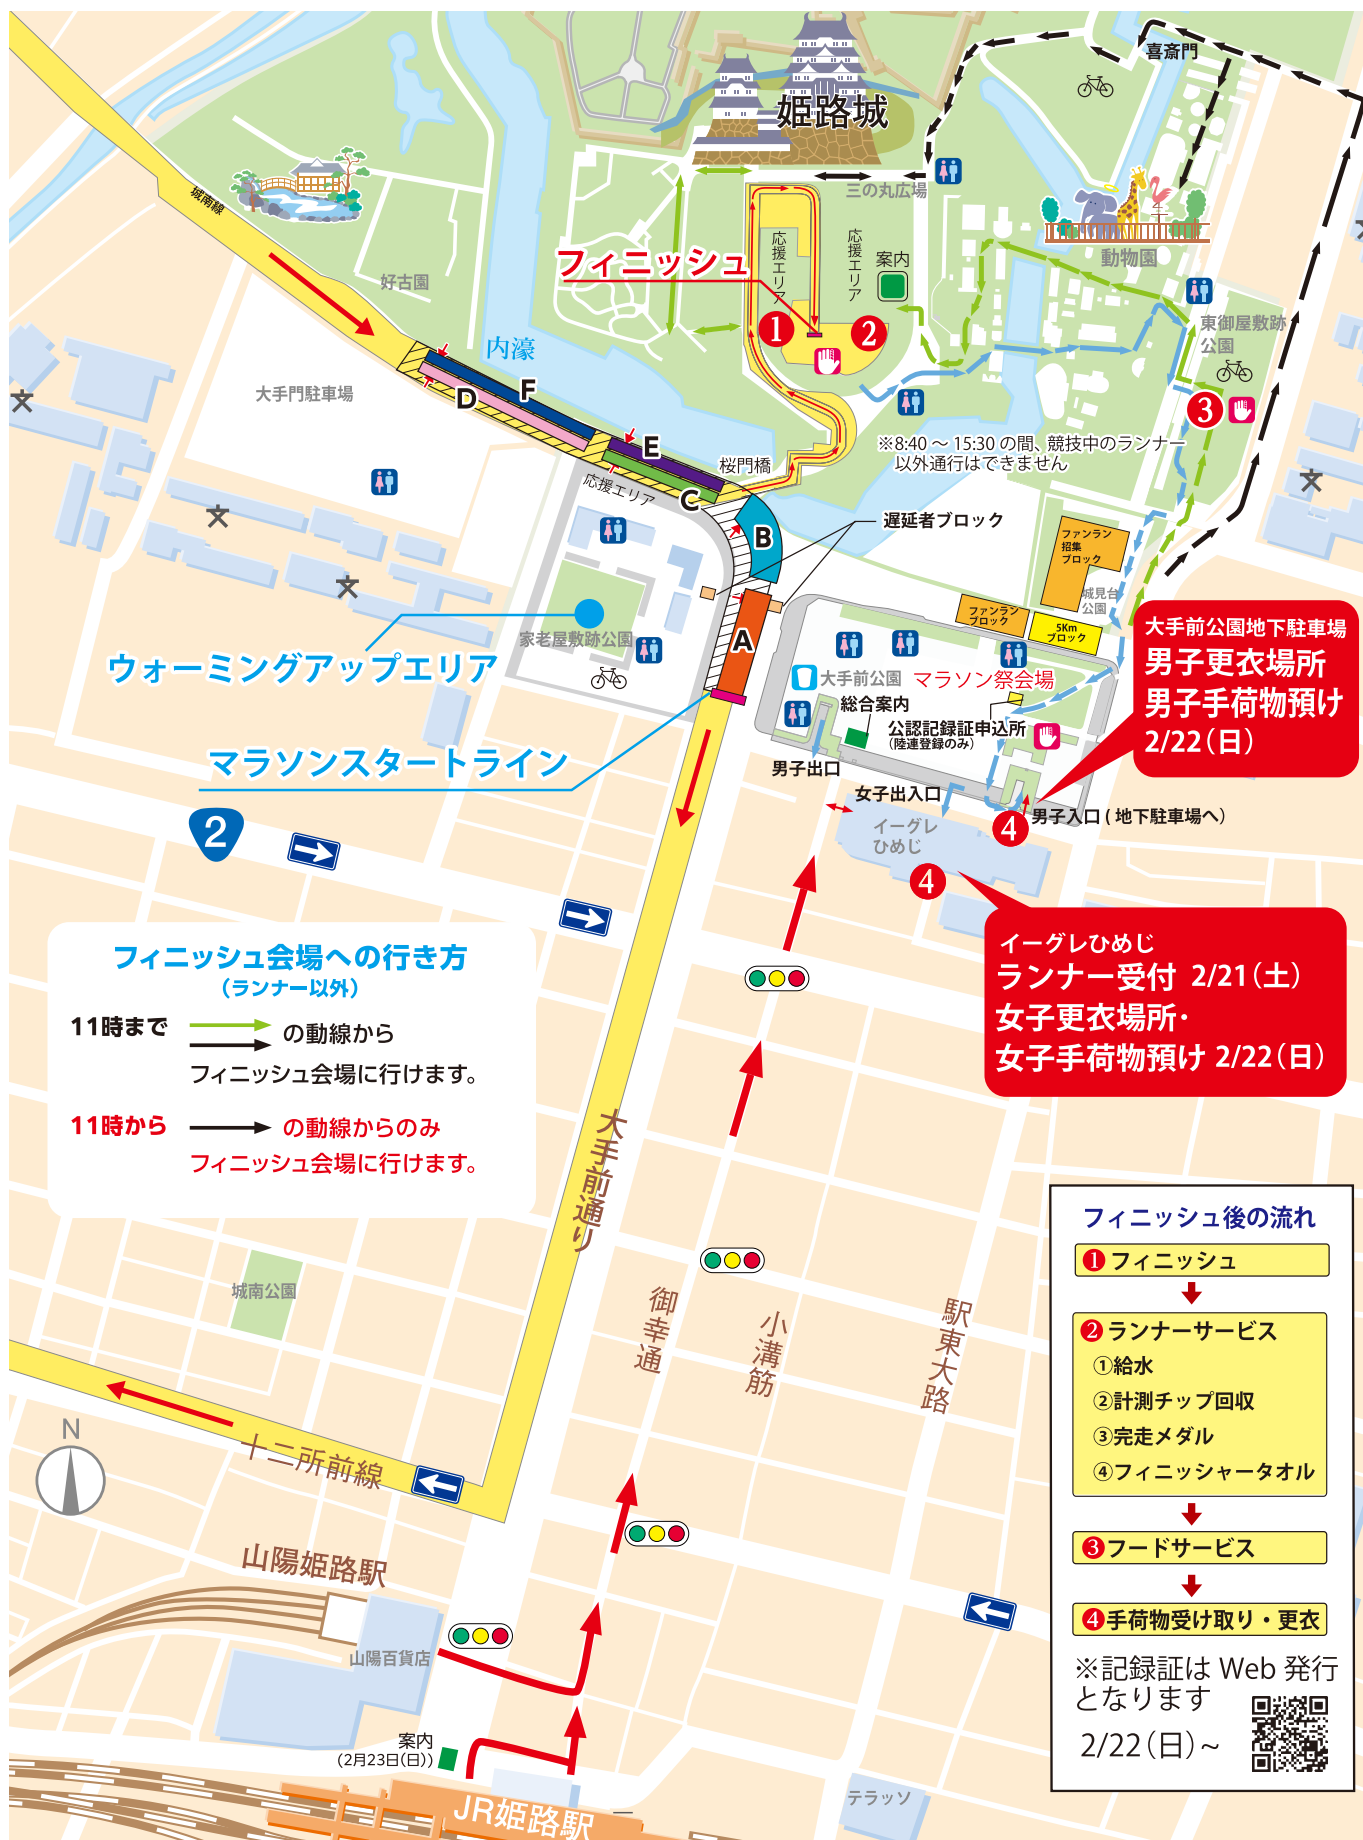 喜斎門
姫路城
三の丸広場
城南線
好古園
フィニッシュ
応援エリア
応援エリア
案内
動物園
1
2
東御屋敷跡
公園
3
内濠
大手門駐車場
F
D
E
C
応援エリア
桜門橋
※8:40～15:30の間、競技中のランナー
以外通行はできません
B
遅延者ブロック
ファンラン
招集
ブロック
城見台
公園
ファンラン
ブロック
5Km
ブロック
A
家老屋敷跡公園
ウォーミングアップエリア
マラソンスタートライン
大手前公園
マラソン祭会場
総合案内
公認記録証申込所
(陸連登録のみ)
男子出口
女子出入口
男子入口(地下駐車場へ)
4
イーグレ
ひめじ
4
大手前公園地下駐車場
男子更衣場所
男子手荷物預け
2/22(日)
イーグレひめじ
ランナー受付 2/21(土)
女子更衣場所・
女子手荷物預け 2/22(日)
2
フィニッシュ会場への行き方
(ランナー以外)
11時まで
の動線から
フィニッシュ会場に行けます。
11時から
の動線からのみ
フィニッシュ会場に行けます。
大手前通り
城南公園
御幸通
小溝筋
駅東大路
N
十二所前線
山陽姫路駅
山陽百貨店
案内
(2月23日(日))
JR姫路駅
テラッソ
フィニッシュ後の流れ
1フィニッシュ
2ランナーサービス
①給水
②計測チップ回収
③完走メダル
④フィニッシャータオル
3フードサービス
4手荷物受け取り・更衣
※記録証は Web 発行
となります
2/22(日)~